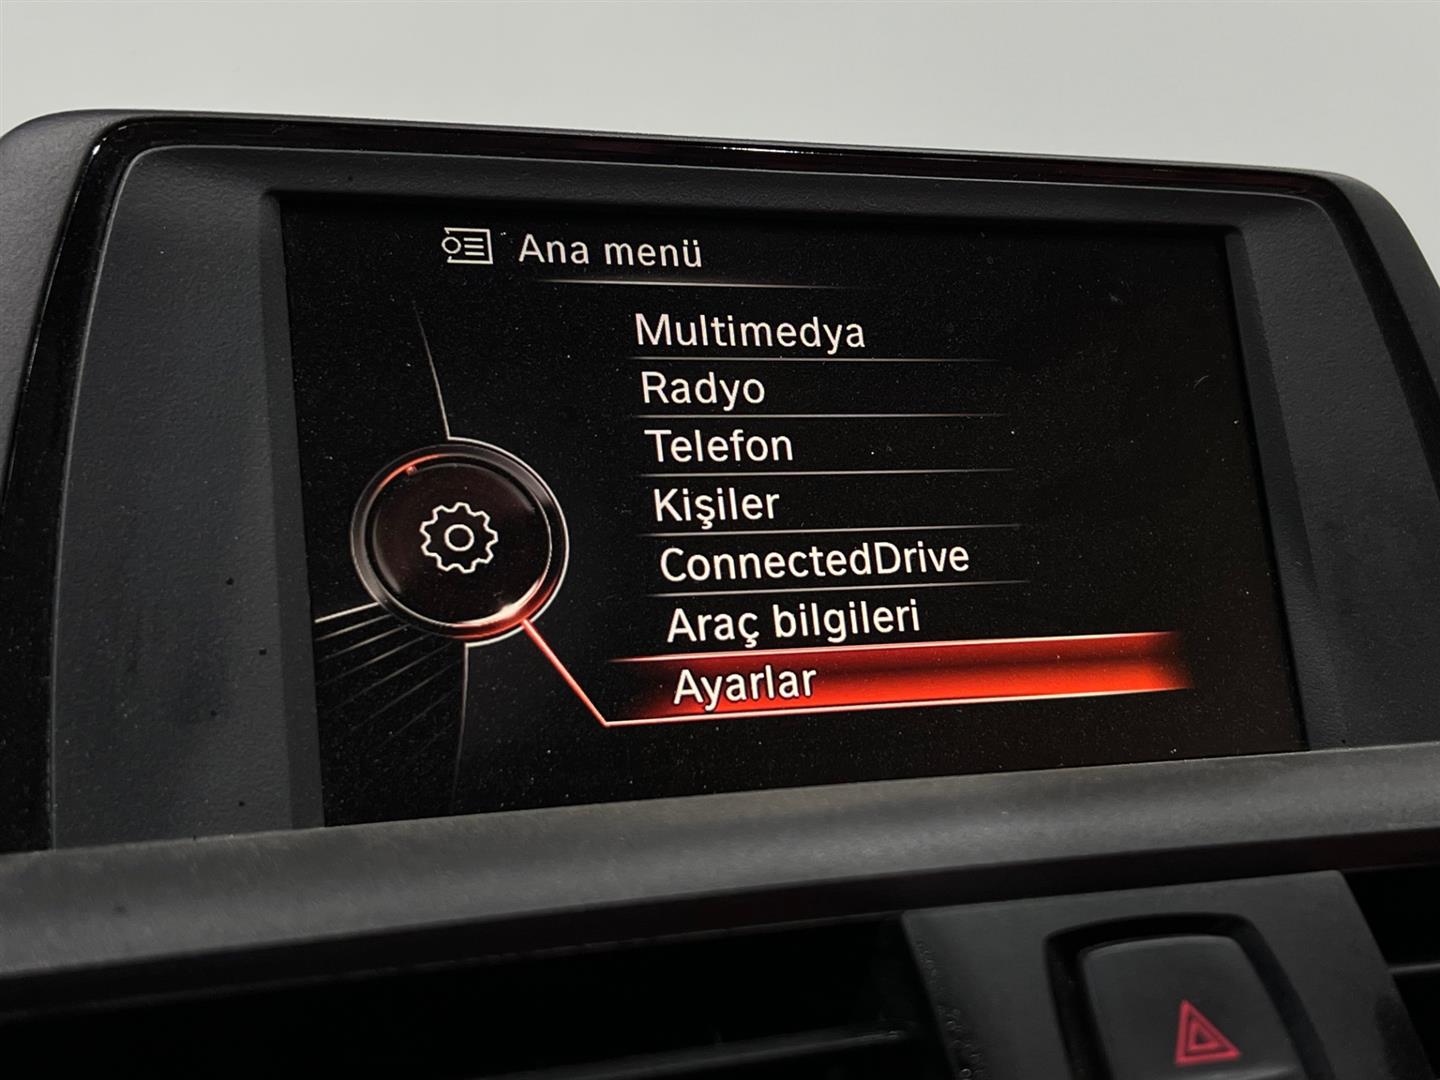 Ana menü
Multimedya
Radyo
Telefon
Kişiler
ConnectedDrive
Araç bilgileri
Ayarlar